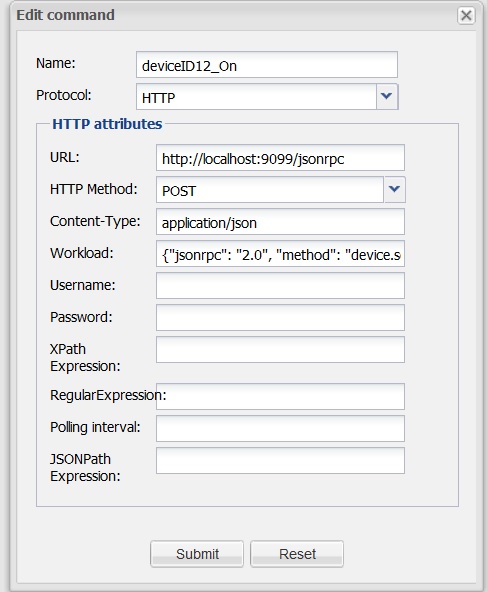 Edit command
Name: deviceID12_On
Protocol: HTTP
HTTP attributes
URL: http://localhost:9099/jsonrpc
HTTP Method: POST
Content-Type: application/json
Workload: {"jsonrpc": "2.0", "method": "device.s
Username:
Password:
XPath
Expression:
RegularExpression:
Polling interval:
JSONPath
Expression:
Submit Reset